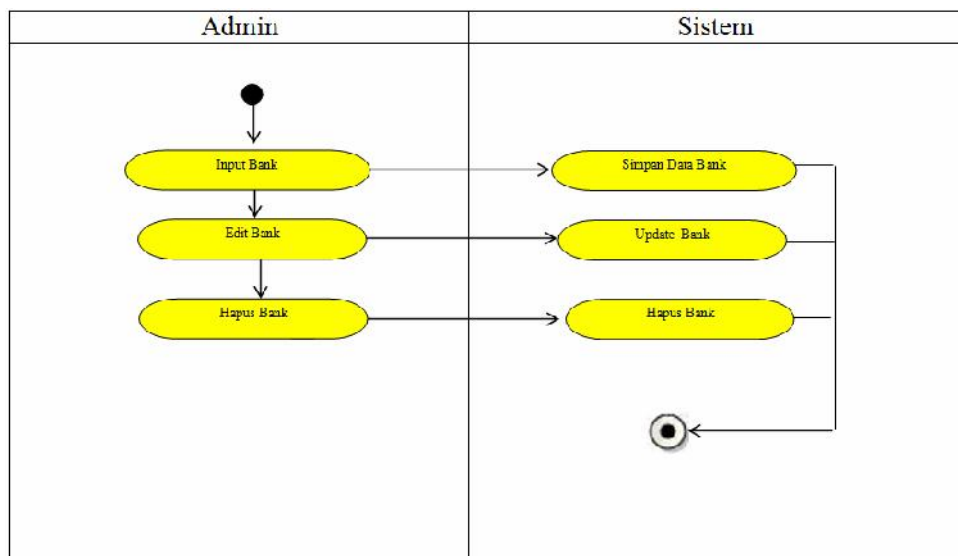 Admin
Sistem
Input Bank
Simpan Data Bank
Edit Bank
Update Bank
Hapus Bank
Hapus Bank